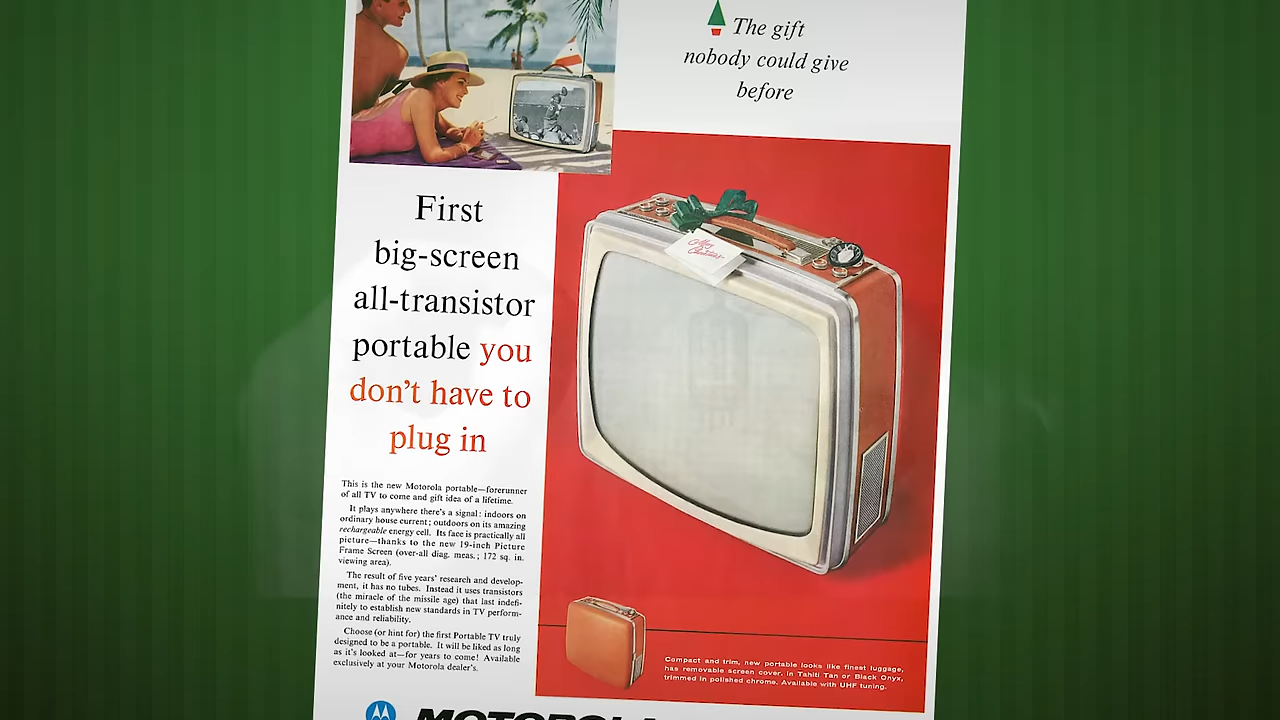 The gift
nobody could give
before
First
big-screen
all-transistor
portable you
don't have to
plug in
Merry
Christmas
This is the new Motorola portable—forerunner
of all TV to come and gift idea of a lifetime.
It plays anywhere there's a signal: indoors on
ordinary house current; outdoors on its amazing
rechargeable energy cell. Its face is practically all
picture—thanks to the new 19-inch Picture
Frame Screen (over-all diag. meas.; 172 sq. in.
viewing area).
The result of five years' research and develop-
ment, it has no tubes. Instead it uses transistors
(the miracle of the missile age) that last indefi-
nitely to establish new standards in TV perform-
ance and reliability.
Choose (or hint for) the first Portable TV truly
designed to be a portable. It will be liked as long
as it's looked at—for years to come! Available
exclusively at your Motorola dealer's.
Compact and trim, new portable looks like finest luggage,
has removable screen cover. In Tahiti Tan or Black Onyx,
trimmed in polished chrome. Available with UHF tuning.
MOTOROLA